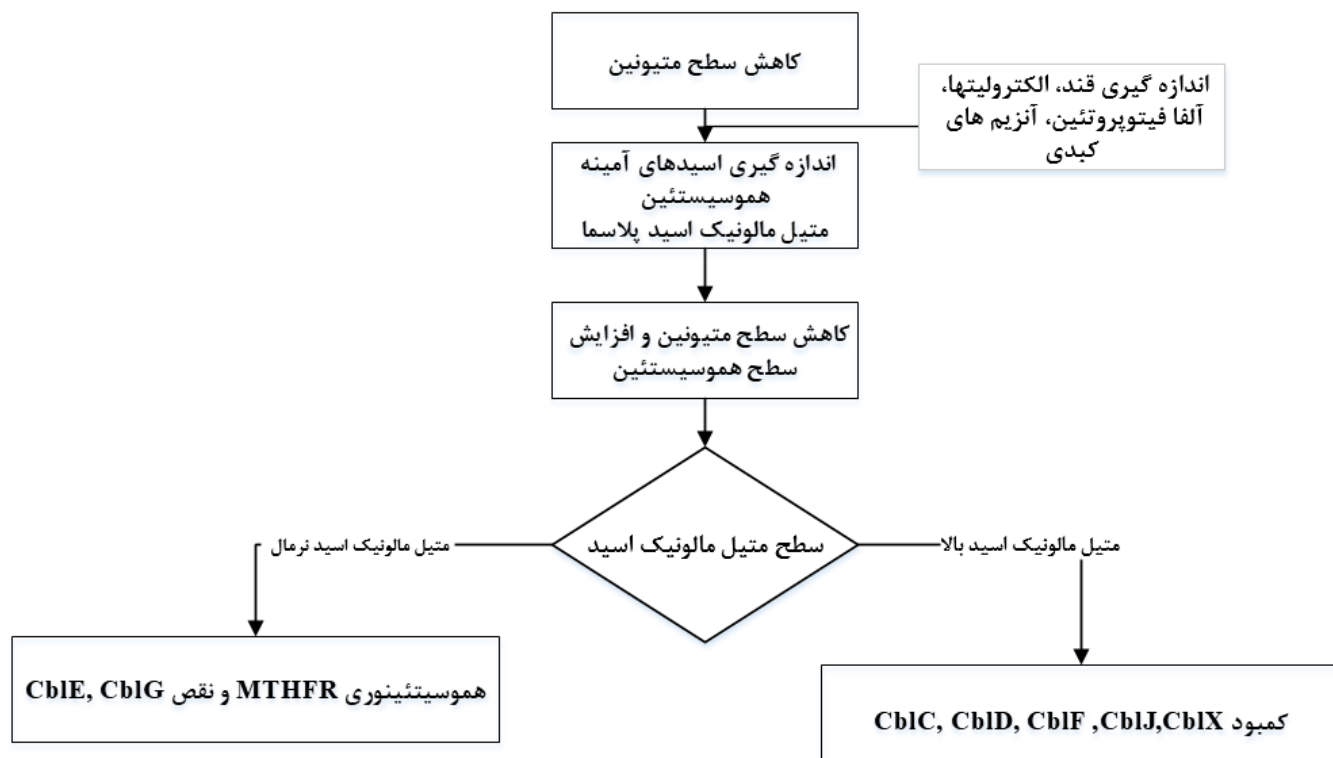 کاهش سطح متیونین
اندازه گیری قند، الکترولیتها،
آلفا فیتوپروتئین، آنزیم های
کبدی
اندازه گیری اسیدهای آمینه
هموسیستئین
متیل مالونیک اسید پلاسما
کاهش سطح متیونین و افزایش
سطح هموسیستئین
سطح متیل مالونیک اسید
متیل مالونیک اسید بالا
متیل مالونیک اسید نرمال
کمبود CblC, CblD, CblF ,CblJ,CblX
هموسیتئینوری MTHFR و نقص CblE, CblG